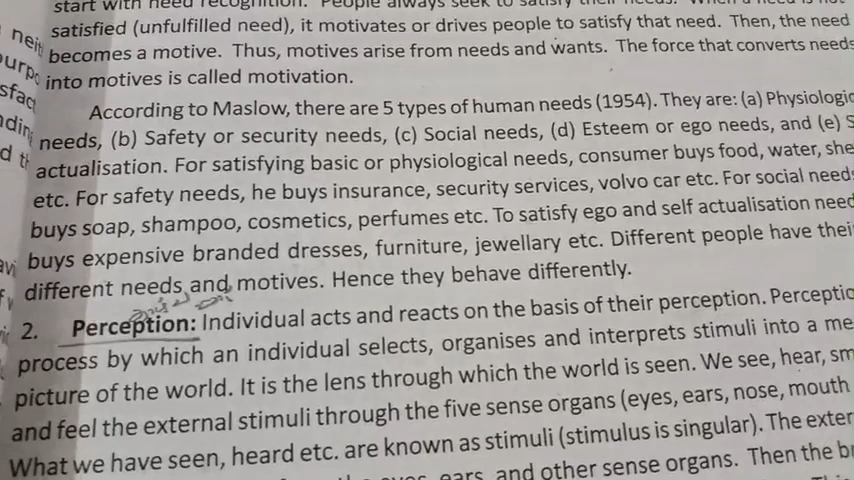 start with need recognition. People always seek to satisfy their needs. When a need is not
satisfied (unfulfilled need), it motivates or drives people to satisfy that need. Then, the need
becomes a motive. Thus, motives arise from needs and wants. The force that converts needs
into motives is called motivation.
According to Maslow, there are 5 types of human needs (1954). They are: (a) Physiologic
needs, (b) Safety or security needs, (c) Social needs, (d) Esteem or ego needs, and (e) S
actualisation. For satisfying basic or physiological needs, consumer buys food, water, she
etc. For safety needs, he buys insurance, security services, volvo car etc. For social needs
buys soap, shampoo, cosmetics, perfumes etc. To satisfy ego and self actualisation need
buys expensive branded dresses, furniture, jewellary etc. Different people have thei
different needs and motives. Hence they behave differently.
2. Perception: Individual acts and reacts on the basis of their perception. Perceptio
process by which an individual selects, organises and interprets stimuli into a me
picture of the world. It is the lens through which the world is seen. We see, hear, sm
and feel the external stimuli through the five sense organs (eyes, ears, nose, mouth
What we have seen, heard etc. are known as stimuli (stimulus is singular). The exter
eyes, ears, and other sense organs. Then the br